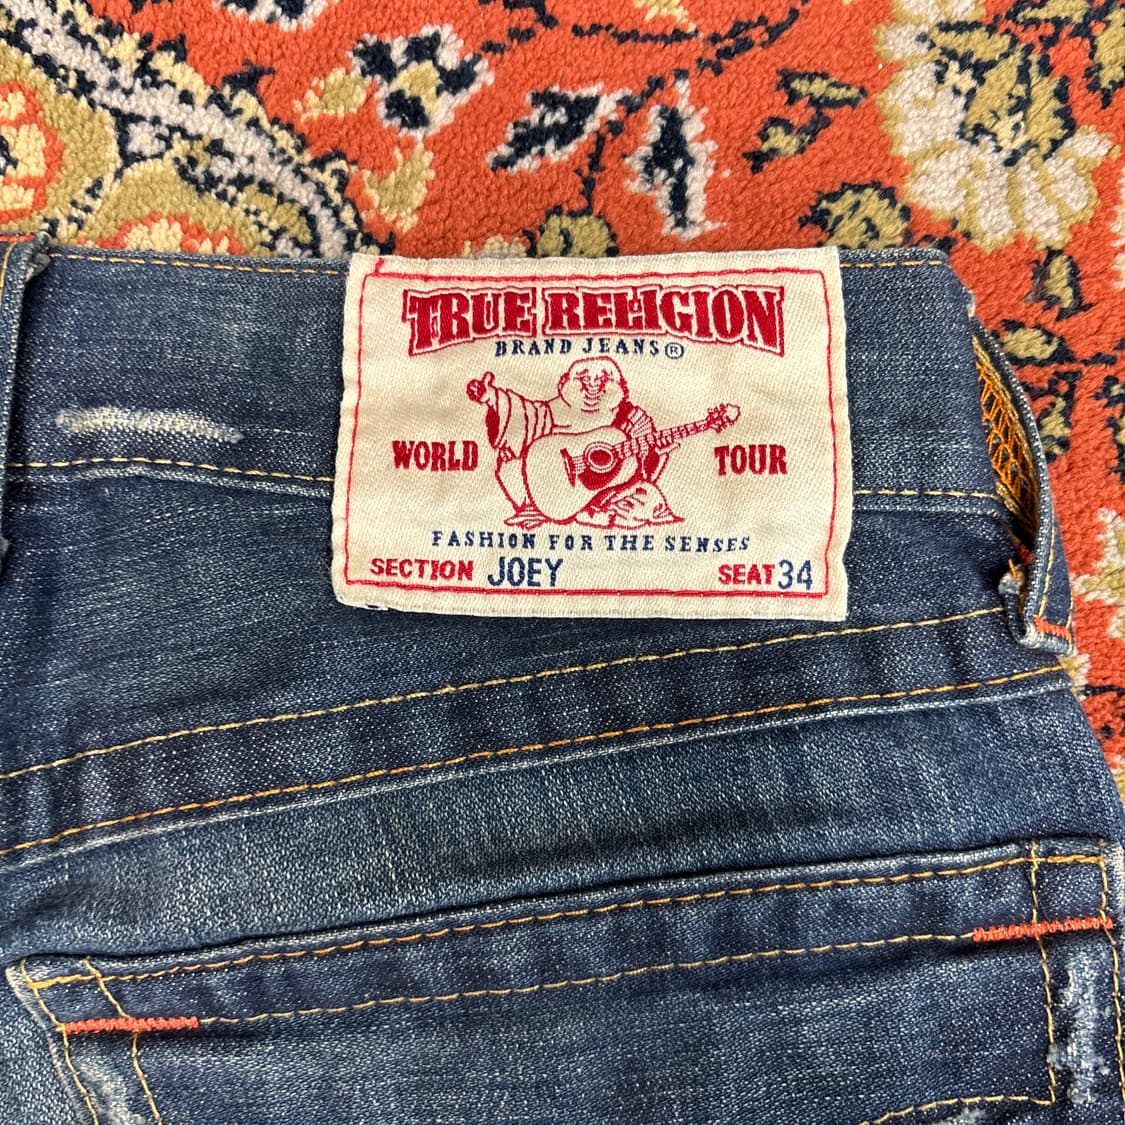 TRUE RELIGION
BRAND JEANS®
WORLD TOUR
FASHION FOR THE SENSES
SECTION JOEY SEAT 34